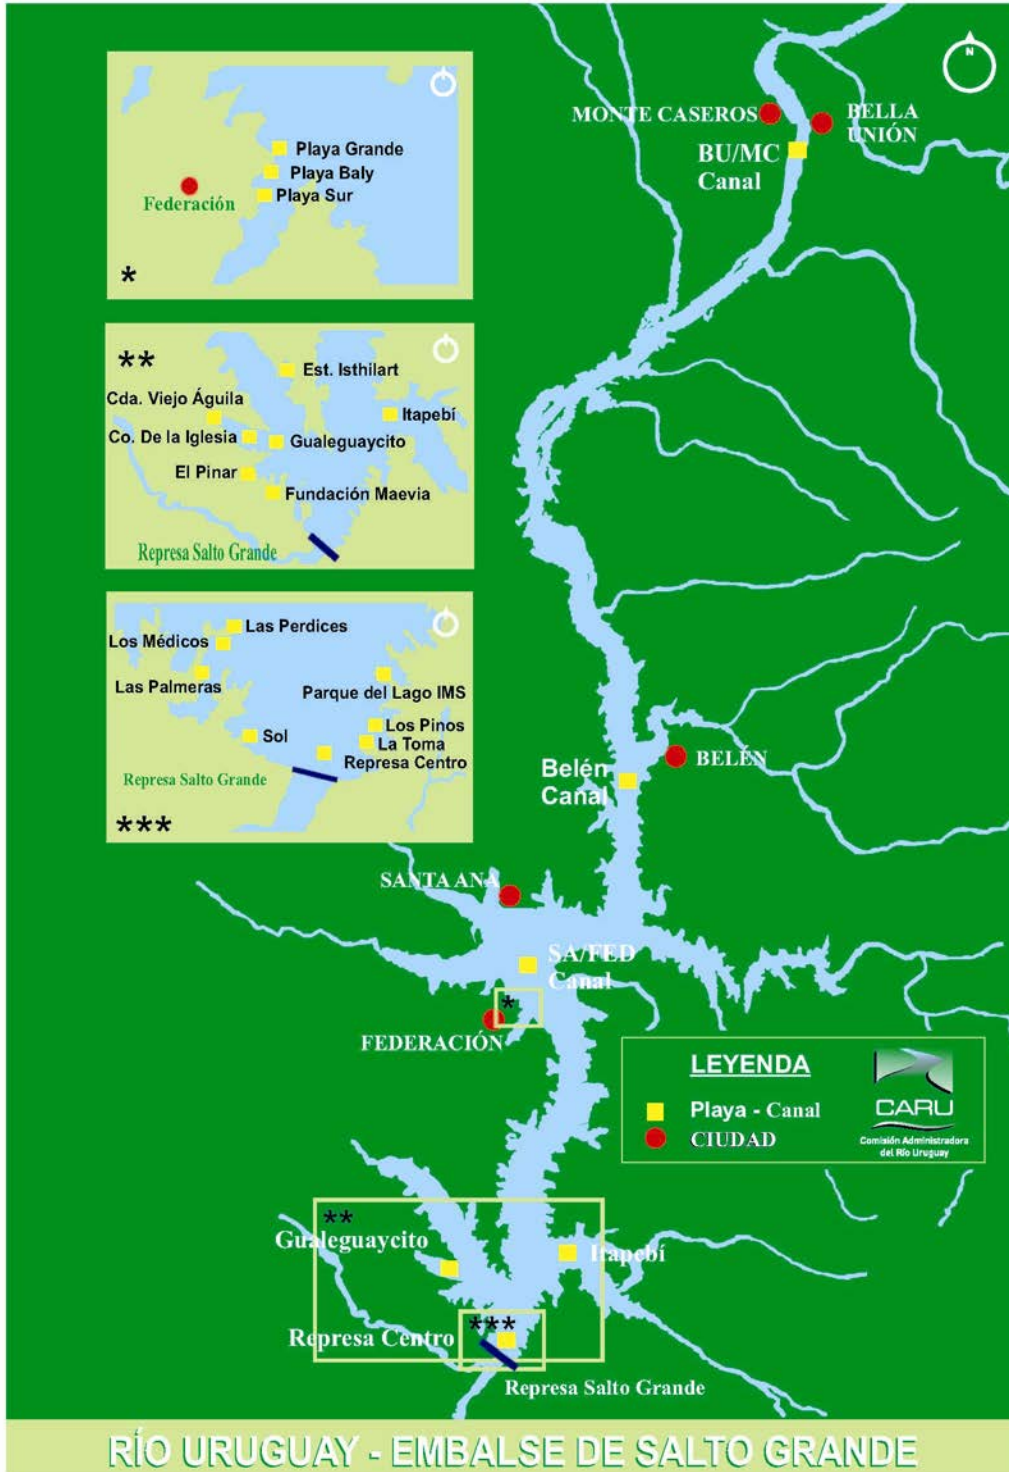 N
MONTE CASEROS
BELLA
UNIÓN
BU/MC
Canal
Playa Grande
Playa Baly
Playa Sur
Federación
*
**
Est. Isthilart
Cda. Viejo Águila
Itapebí
Co. De la Iglesia
Gualeguaycito
El Pinar
Fundación Maevia
Represa Salto Grande
Las Perdices
Los Médicos
Las Palmeras
Parque del Lago IMS
Los Pinos
Sol
La Toma
Represa Centro
Represa Salto Grande
***
BELÉN
Belén
Canal
SANTA ANA
SA/FED
Canal
*
FEDERACIÓN
LEYENDA
Playa - Canal
CIUDAD
CARU
Comisión Administradora
del Río Uruguay
**
Gualeguaycito
Itapebí
***
Represa Centro
Represa Salto Grande
RÍO URUGUAY - EMBALSE DE SALTO GRANDE